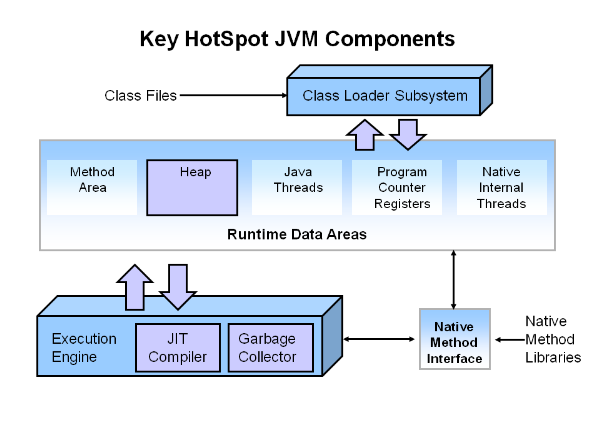 Key HotSpot JVM Components
Class Files
Class Loader Subsystem
Method
Area
Heap
Java
Threads
Program
Counter
Registers
Native
Internal
Threads
Runtime Data Areas
Execution
Engine
JIT
Compiler
Garbage
Collector
Native
Method
Interface
Native
Method
Libraries